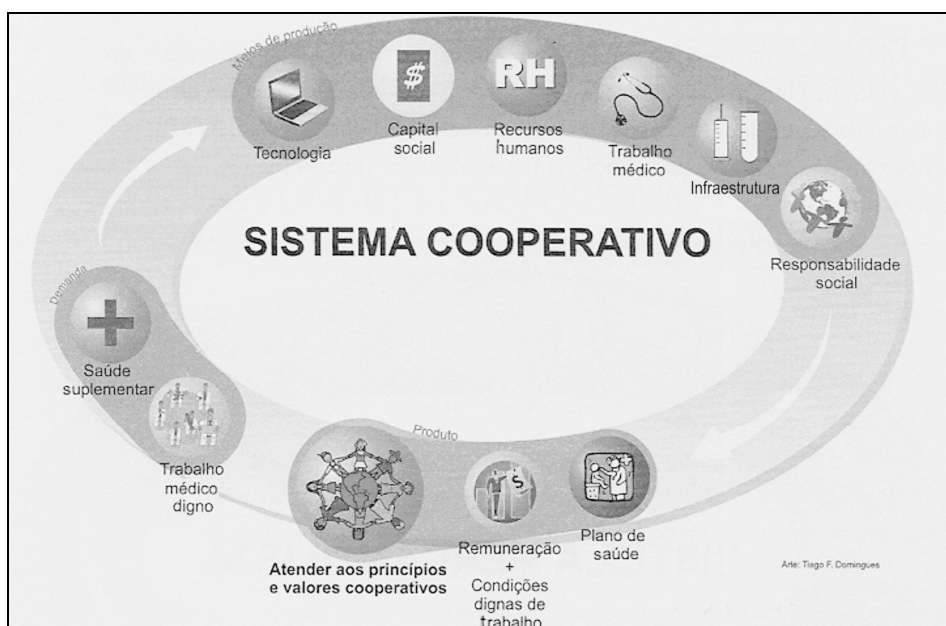 Meios de produção
$
RH
Tecnologia
Capital
social
Recursos
humanos
Trabalho
médico
Infraestrutura
Responsabilidade
social
SISTEMA COOPERATIVO
Demanda
Saúde
suplementar
Trabalho
médico
digno
Produto
$
Atender aos princípios
e valores cooperativos
Remuneração
+
Condições
dignas de
trabalho
Plano de
saúde
Arte: Tiago F. Domingues